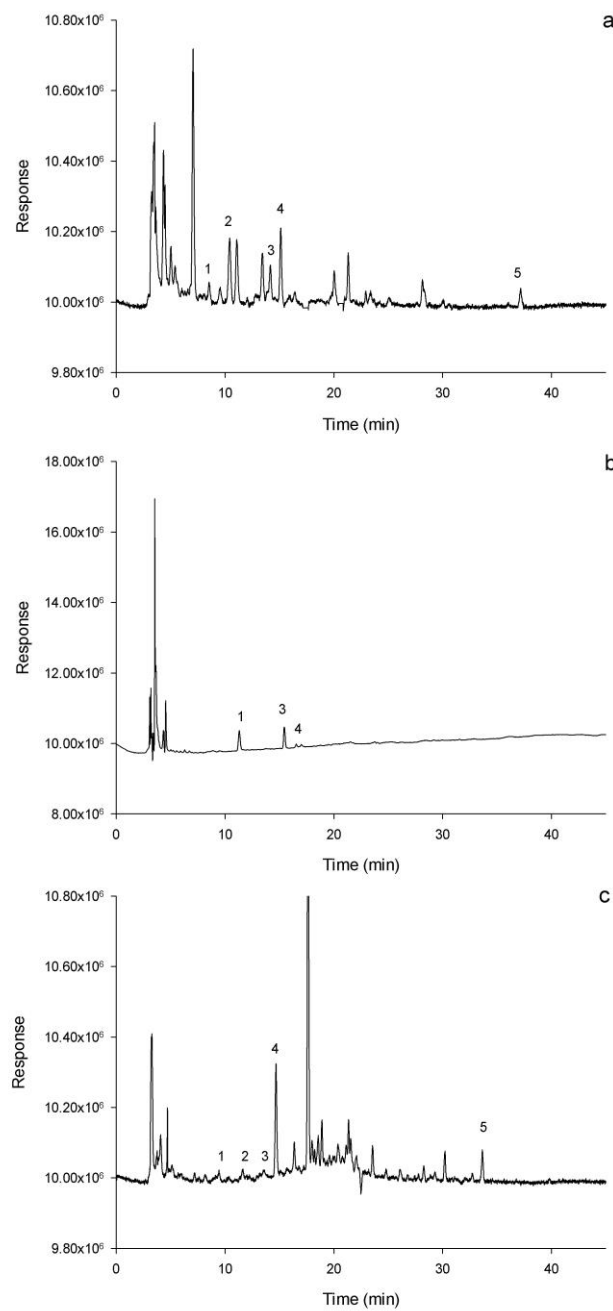 a
10.80x10⁶
10.60x10⁶
10.40x10⁶
10.20x10⁶
10.00x10⁶
9.80x10⁶
Response
1
2
3
4
5
0 10 20 30 40
Time (min)
b
18.00x10⁶
16.00x10⁶
14.00x10⁶
12.00x10⁶
10.00x10⁶
8.00x10⁶
Response
1
3
4
0 10 20 30 40
Time (min)
c
10.80x10⁶
10.60x10⁶
10.40x10⁶
10.20x10⁶
10.00x10⁶
9.80x10⁶
Response
1
2
3
4
5
0 10 20 30 40
Time (min)